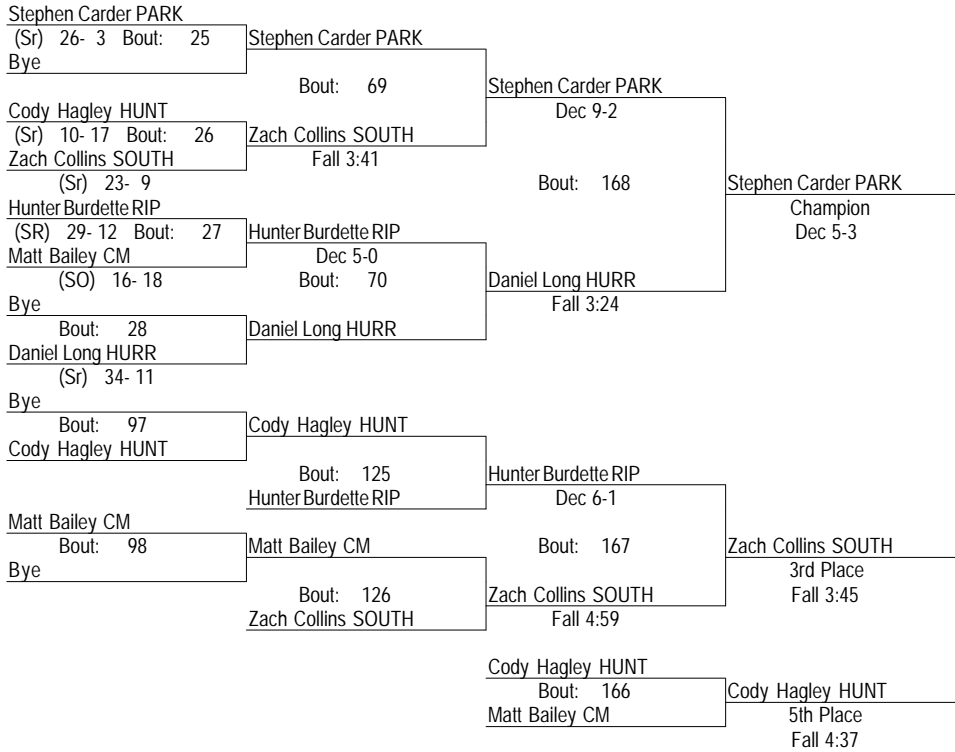 Stephen Carder PARK
(Sr) 26- 3 Bout: 25
Bye
Stephen Carder PARK
Bout: 69
Cody Hagley HUNT
(Sr) 10- 17 Bout: 26
Zach Collins SOUTH
(Sr) 23- 9
Zach Collins SOUTH
Fall 3:41
Stephen Carder PARK
Dec 9-2
Bout: 168
Hunter Burdette RIP
(SR) 29- 12 Bout: 27
Matt Bailey CM
(SO) 16- 18
Hunter Burdette RIP
Dec 5-0
Bout: 70
Bye
Bout: 28
Daniel Long HURR
(Sr) 34- 11
Daniel Long HURR
Daniel Long HURR
Fall 3:24
Stephen Carder PARK
Champion
Dec 5-3
Bye
Bout: 97
Cody Hagley HUNT
Cody Hagley HUNT
Bout: 125
Hunter Burdette RIP
Hunter Burdette RIP
Dec 6-1
Bout: 167
Matt Bailey CM
Bout: 98
Bye
Matt Bailey CM
Bout: 126
Zach Collins SOUTH
Zach Collins SOUTH
Fall 4:59
Zach Collins SOUTH
3rd Place
Fall 3:45
Cody Hagley HUNT
Bout: 166
Matt Bailey CM
Cody Hagley HUNT
5th Place
Fall 4:37